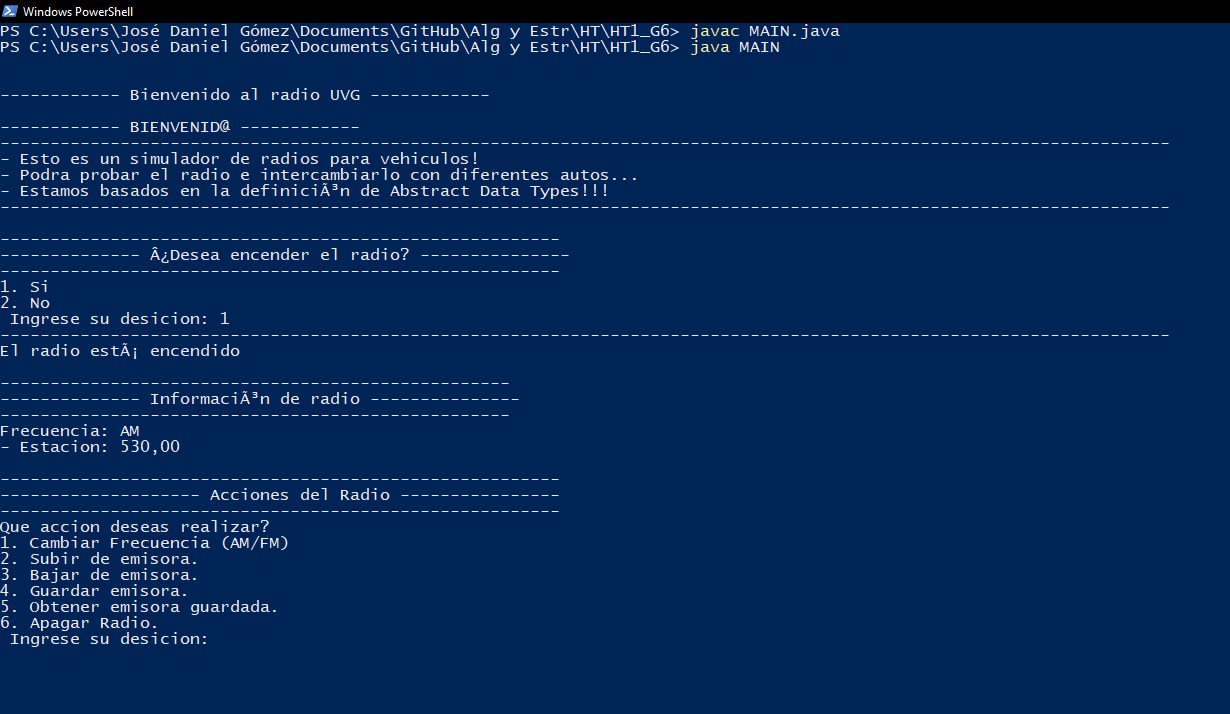 Windows PowerShell
PS C:\Users\José Daniel Gómez\Documents\GitHub\Alg y Estr\HT\HT1_G6> javac MAIN.java
PS C:\Users\José Daniel Gómez\Documents\GitHub\Alg y Estr\HT\HT1_G6> java MAIN
------------ Bienvenido al radio UVG ------------
------------ BIENVENID@ ------------
---------------------------------------------------------------------------------------------------------------------
- Esto es un simulador de radios para vehiculos!
- Podra probar el radio e intercambiarlo con diferentes autos...
- Estamos basados en la definiciÃ³n de Abstract Data Types!!!
---------------------------------------------------------------------------------------------------------------------
--------------------------------------------------------
-------------- Â¿Desea encender el radio? ---------------
--------------------------------------------------------
1. Si
2. No
 Ingrese su desicion: 1
---------------------------------------------------------------------------------------------------------------------
El radio estÃ¡ encendido
---------------------------------------------------
-------------- InformaciÃ³n de radio ---------------
---------------------------------------------------
Frecuencia: AM
- Estacion: 530,00
--------------------------------------------------------
-------------------- Acciones del Radio ----------------
--------------------------------------------------------
Que accion deseas realizar?
1. Cambiar Frecuencia (AM/FM)
2. Subir de emisora.
3. Bajar de emisora.
4. Guardar emisora.
5. Obtener emisora guardada.
6. Apagar Radio.
 Ingrese su desicion: